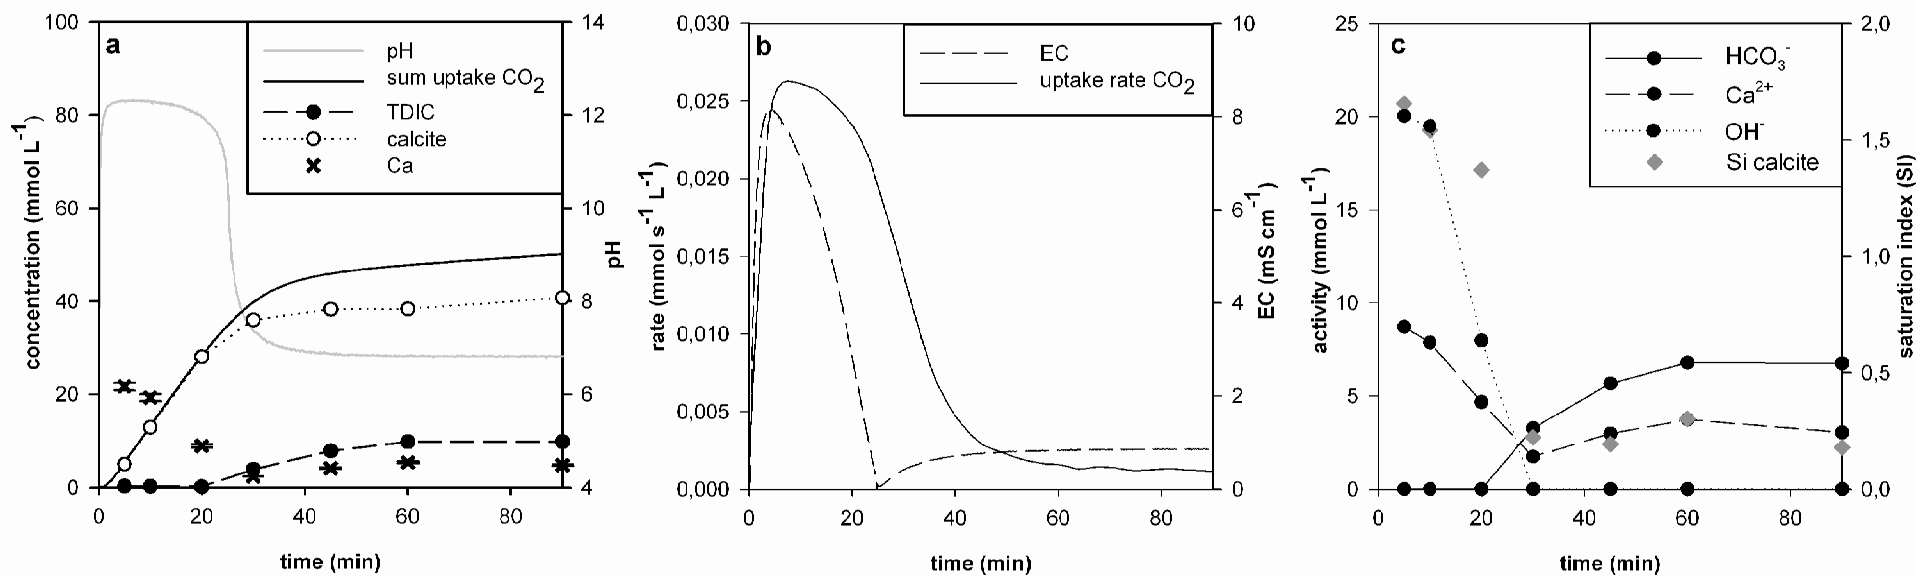 a
pH
sum uptake CO2
TDIC
calcite
Ca
100
80
60
40
20
0
concentration (mmol L-1)
14
12
10
8
6
4
pH
0 20 40 60 80
time (min)
b
EC
uptake rate CO2
0,030
0,025
0,020
0,015
0,010
0,005
0,000
rate (mmol s-1 L-1)
10
8
6
4
2
0
EC (mS cm-1)
0 20 40 60 80
time (min)
c
HCO3-
Ca2+
OH-
Si calcite
25
20
15
10
5
0
activity (mmol L-1)
2,0
1,5
1,0
0,5
0,0
saturation index (SI)
0 20 40 60 80
time (min)